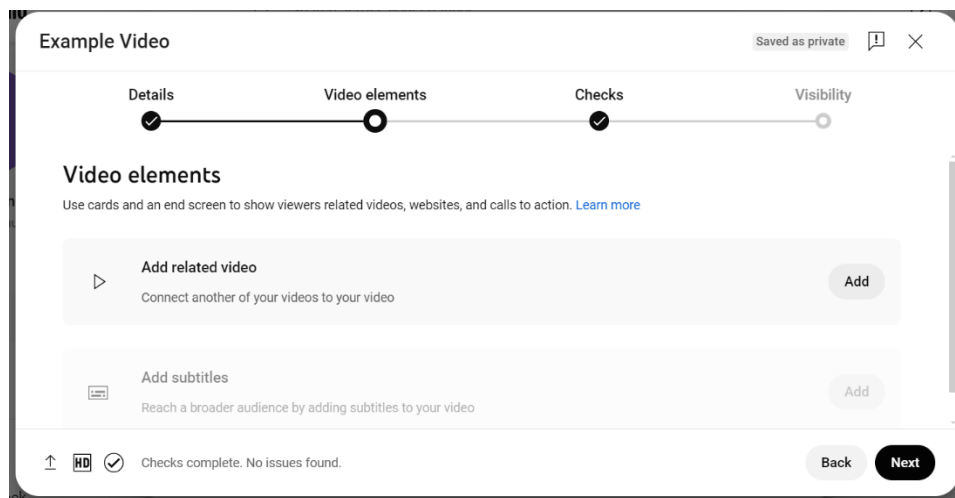 Example Video
Saved as private
Details
Video elements
Checks
Visibility
Video elements
Use cards and an end screen to show viewers related videos, websites, and calls to action. Learn more
Add related video
Connect another of your videos to your video
Add
Add subtitles
Reach a broader audience by adding subtitles to your video
Add
HD
Checks complete. No issues found.
Back
Next